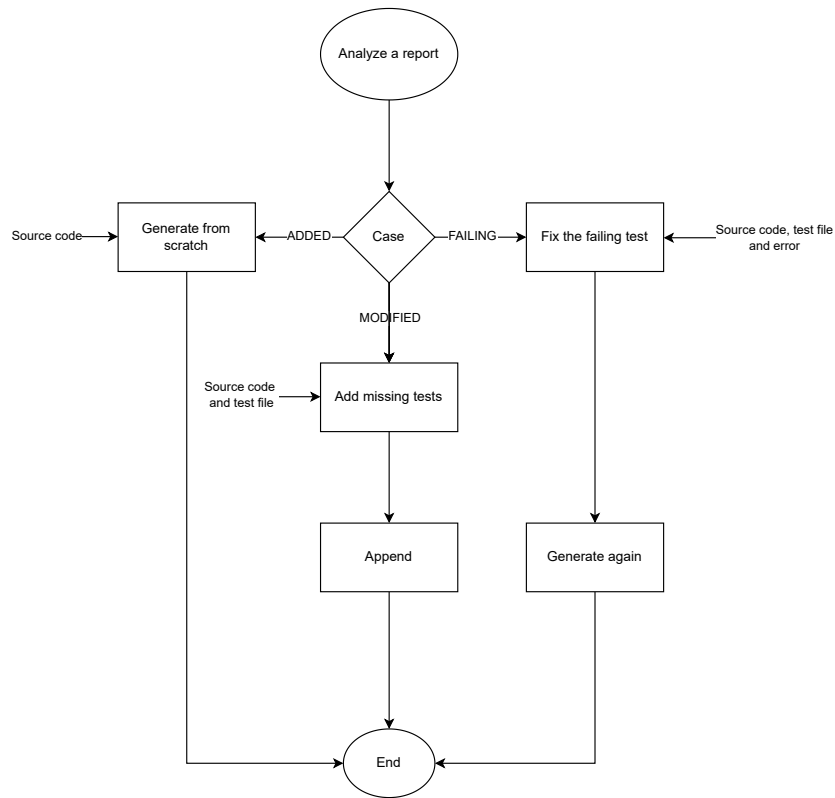 Analyze a report
Source code
Generate from
scratch
ADDED
Case
FAILING
Fix the failing test
Source code, test file
and error
MODIFIED
Source code
and test file
Add missing tests
Append
Generate again
End